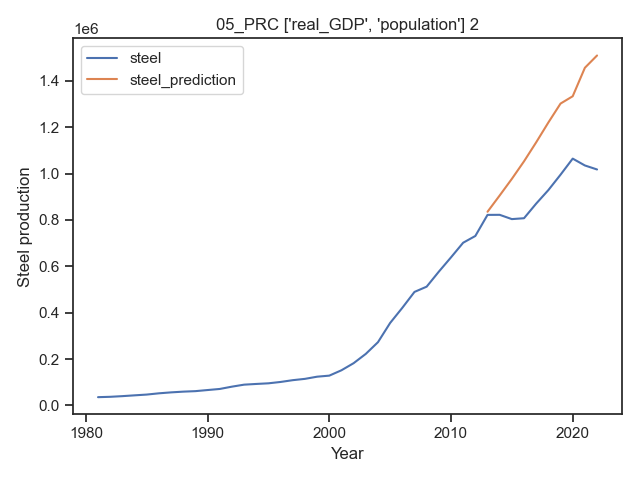 05_PRC ['real_GDP', 'population'] 2
1e6
steel
steel_prediction
1.4
1.2
1.0
0.8
0.6
0.4
0.2
0.0
Steel production
1980
1990
2000
2010
2020
Year